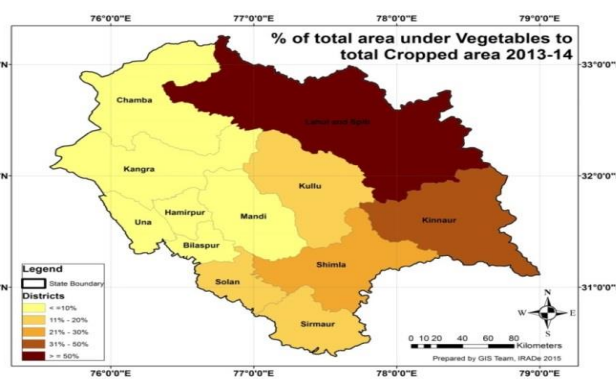 % of total area under Vegetables to
total Cropped area 2013-14
76°0'0" 77°0'0" 78°0'0" 79°0'0"
33°0'0"
32°0'0"
31°0'0"
Chamba
Lahul and Spiti
Kangra
Kullu
Hamirpur
Mandi
Kinnaur
Una
Bilaspur
Shimla
Solan
Sirmaur
Legend
State Boundary
Districts
< =10%
11% - 20%
21% - 30%
31% - 50%
> = 50%
N
W E
S
0 10 20 40 60 80
Kilometers
Prepared by GIS Team, IRADe 2015
76°0'0" 77°0'0" 78°0'0" 79°0'0"